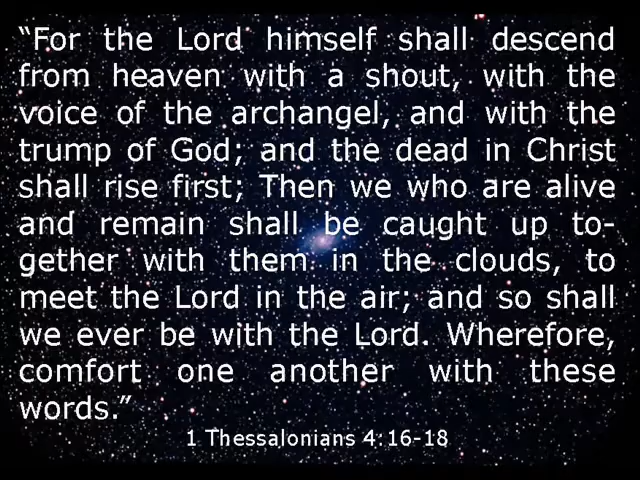 “For the Lord himself shall descend
from heaven with a shout, with the
voice of the archangel, and with the
trump of God; and the dead in Christ
shall rise first; Then we who are alive
and remain shall be caught up to-
gether with them in the clouds, to
meet the Lord in the air; and so shall
we ever be with the Lord. Wherefore,
comfort one another with these
words.”
1 Thessalonians 4:16-18